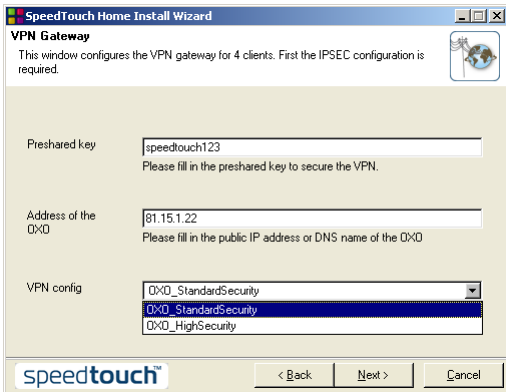 SpeedTouch Home Install Wizard
VPN Gateway
This window configures the VPN gateway for 4 clients. First the IPSEC configuration is
required.
Preshared key
speedtouch123
Please fill in the preshared key to secure the VPN.
Address of the
OXO
81.15.1.22
Please fill in the public IP address or DNS name of the OXO
VPN config
OXO_StandardSecurity
OXO_StandardSecurity
OXO_HighSecurity
speedtouch™
< Back
Next >
Cancel